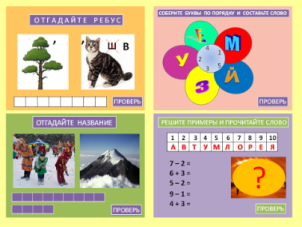 ОТГАДАЙТЕ РЕБУС
, , Ш В
ПРОВЕРЬ
СОБЕРИТЕ БУКВЫ ПО ПОРЯДКУ И СОСТАВЬТЕ СЛОВО
М
У
З
Й
ПРОВЕРЬ
ОТГАДАЙТЕ НАЗВАНИЕ
ПРОВЕРЬ
РЕШИТЕ ПРИМЕРЫ И ПРОЧИТАЙТЕ СЛОВО
1 2 3 4 5 6 7 8 9 10
А В Т У М Л О Р Е Я
7 – 2 =
6 + 3 =
5 – 2 =
9 – 1 =
4 + 3 =
?
ПРОВЕРЬ